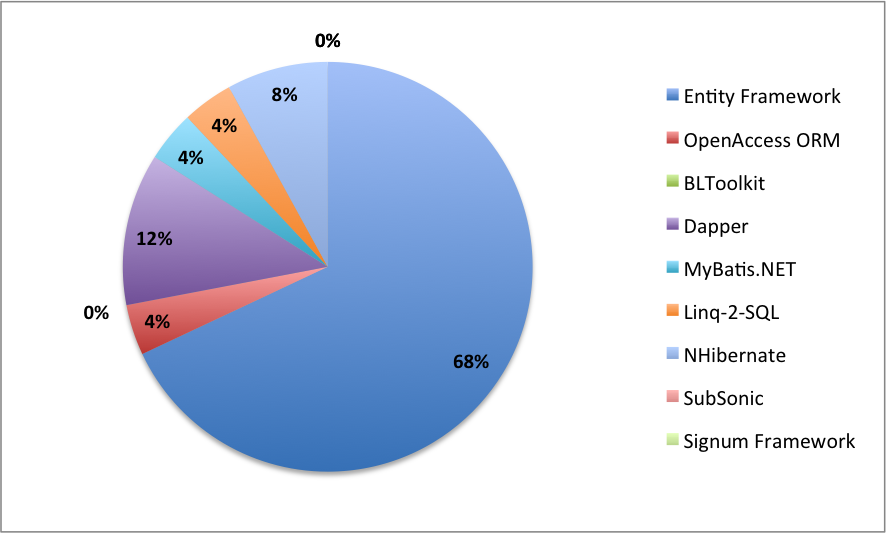 0%
8%
4%
4%
12%
0%
4%
68%
Entity Framework
OpenAccess ORM
BLToolkit
Dapper
MyBatis.NET
Linq-2-SQL
NHibernate
SubSonic
Signum Framework